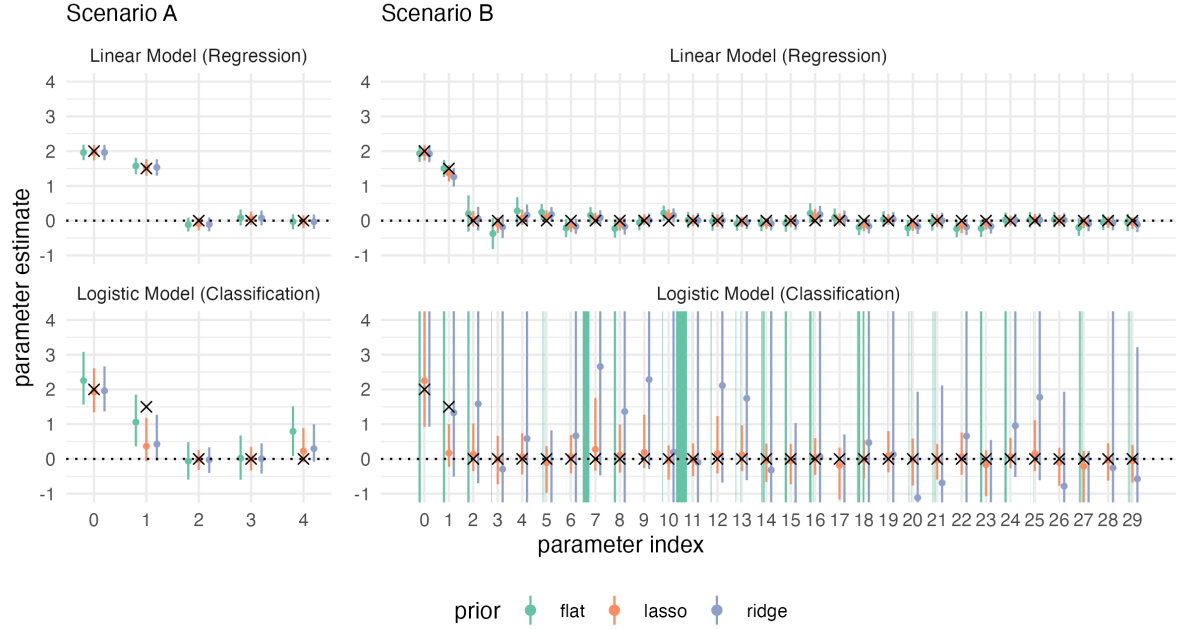 Scenario A
Scenario B
Linear Model (Regression)
Linear Model (Regression)
4
3
2
1
0
-1
4
3
2
1
0
-1
parameter estimate
Logistic Model (Classification)
Logistic Model (Classification)
4
3
2
1
0
-1
4
3
2
1
0
-1
0 1 2 3 4
0 1 2 3 4 5 6 7 8 9 10 11 12 13 14 15 16 17 18 19 20 21 22 23 24 25 26 27 28 29
parameter index
prior flat lasso ridge